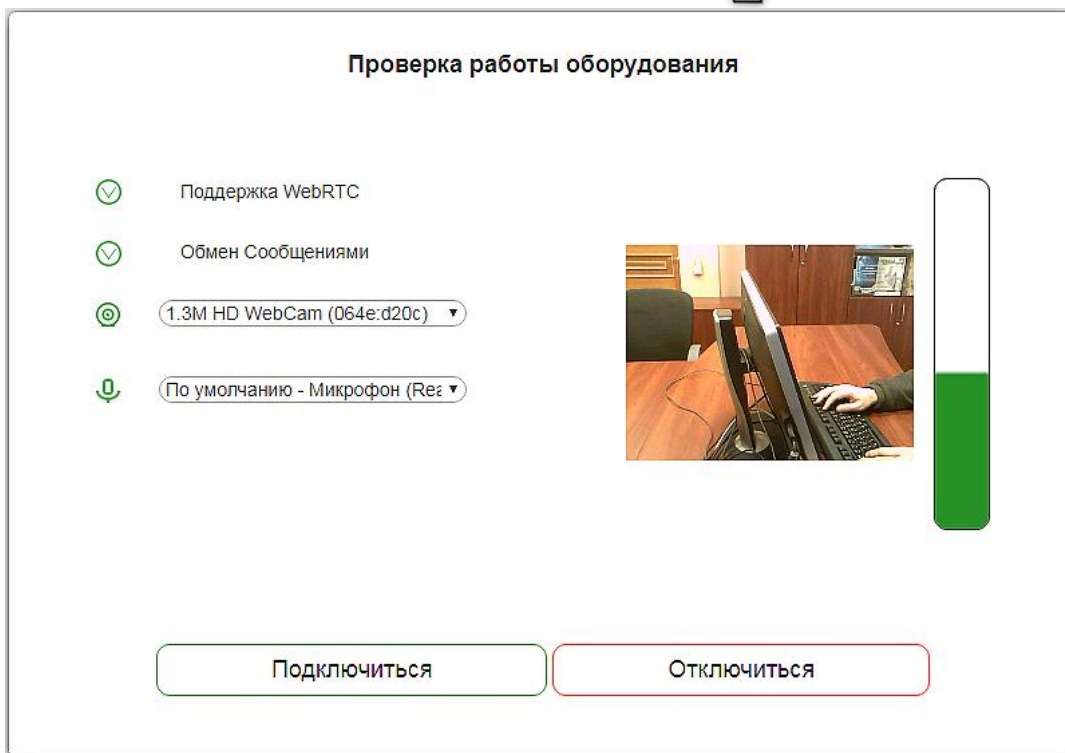 Проверка работы оборудования
Поддержка WebRTC
Обмен Сообщениями
1.3M HD WebCam (064e:d20c)
По умолчанию - Микрофон (Rea
Подключиться
Отключиться